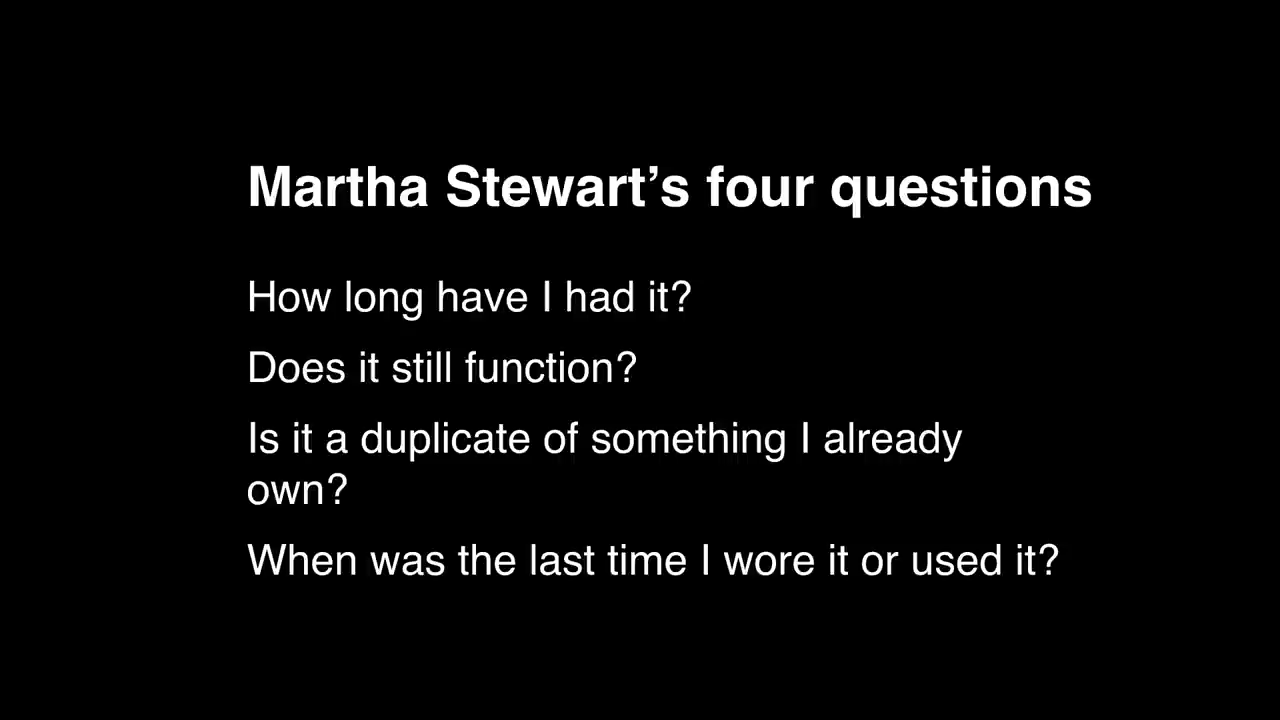 Martha Stewart’s four questions
How long have I had it?
Does it still function?
Is it a duplicate of something I already
own?
When was the last time I wore it or used it?